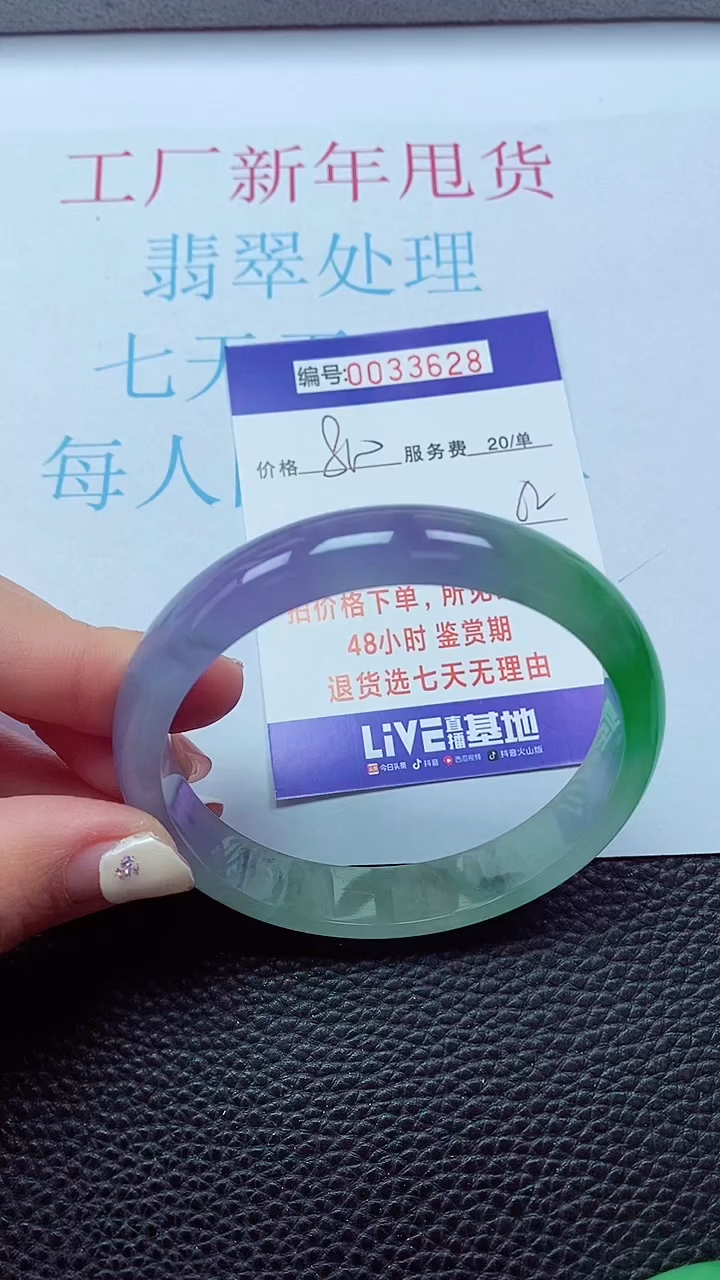 工厂新年甩货
翡翠处理
七天
每人
编号:0033628
价格 服务费 20/单
拍价格下单，所见
48小时 鉴赏期
退货选七天无理由
LiVE直播基地
头条 今日头条 抖音 西瓜视频 抖音火山版